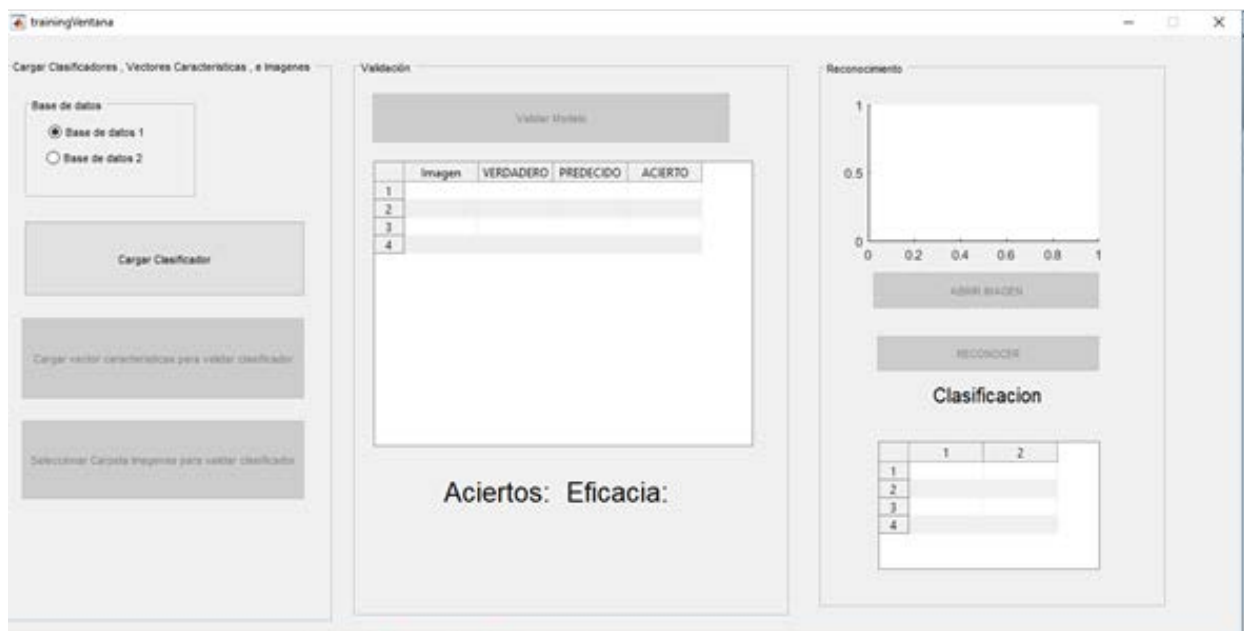 trainingVentana
Cargar Clasificadores , Vectores Caracteristicas , e Imagenes
Base de datos
Base de datos 1
Base de datos 2
Cargar Clasificador
Cargar vector caracteristicas para validar clasificador
Seleccionar Carpeta Imagenes para validar clasificador
Validación
Validar Modelo
Imagen VERDADERO PREDECIDO ACIERTO
1
2
3
4
Aciertos: Eficacia:
Reconocimento
1
0.5
0
0 0.2 0.4 0.6 0.8 1
ABRIR IMAGEN
RECONOCER
Clasificacion
1 2
1
2
3
4